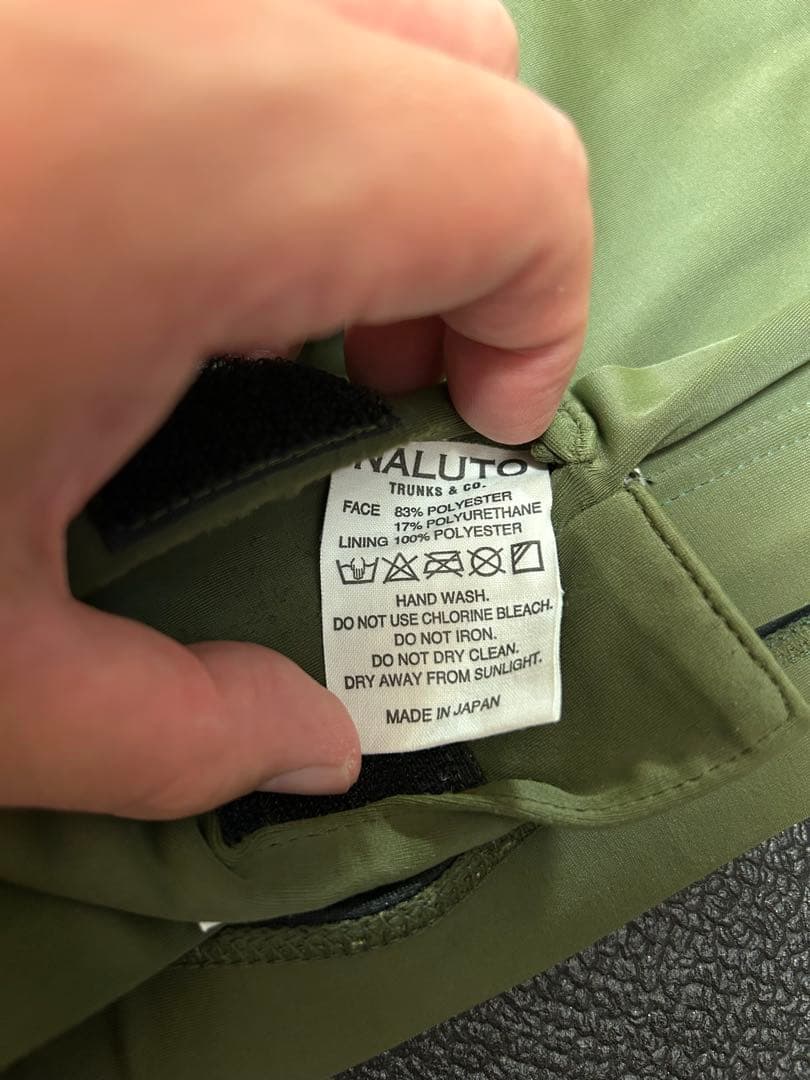 NALUTO
TRUNKS & CO.
FACE 83% POLYESTER
17% POLYURETHANE
LINING 100% POLYESTER
HAND WASH.
DO NOT USE CHLORINE BLEACH.
DO NOT IRON.
DO NOT DRY CLEAN.
DRY AWAY FROM SUNLIGHT.
MADE IN JAPAN